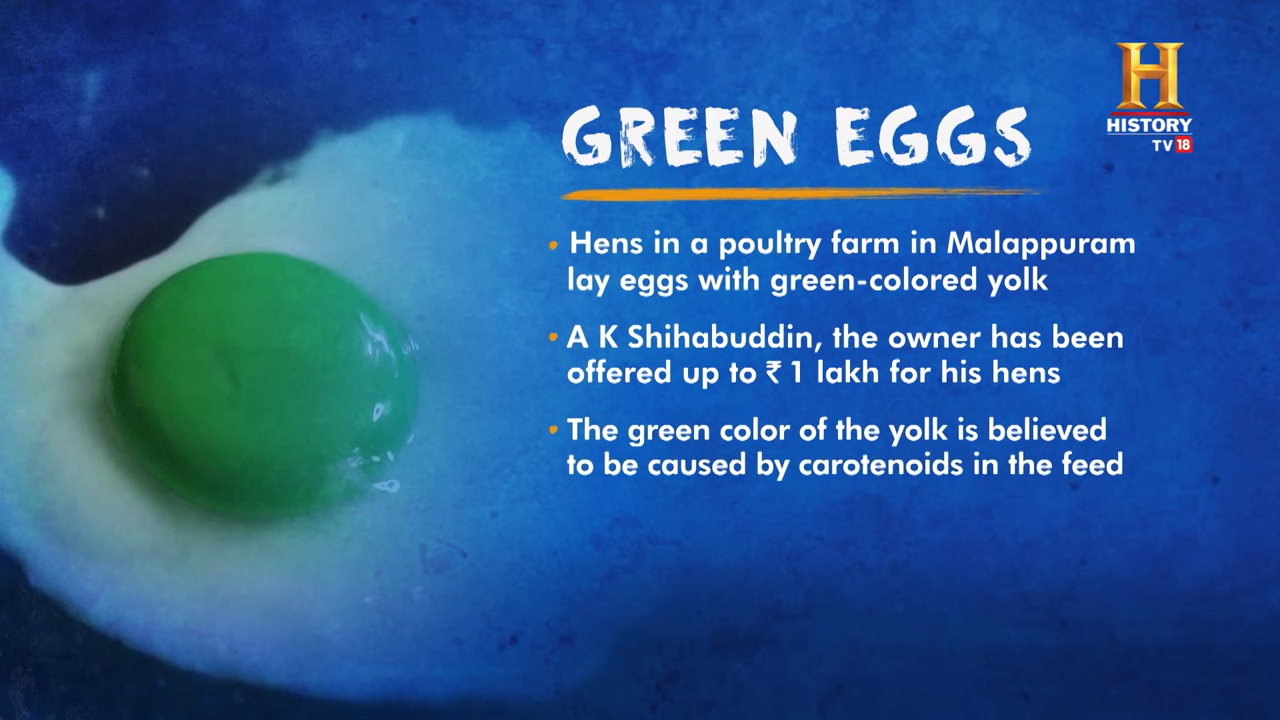 GREEN EGGS
H
HISTORY
TV 18
• Hens in a poultry farm in Malappuram
lay eggs with green-colored yolk
• A K Shihabuddin, the owner has been
offered up to ₹ 1 lakh for his hens
• The green color of the yolk is believed
to be caused by carotenoids in the feed